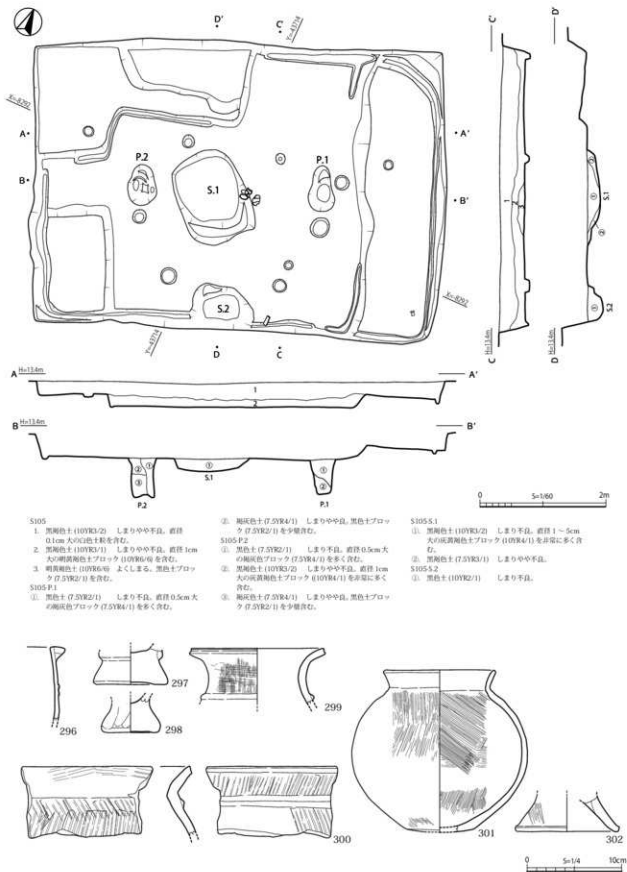 D'
C'
Y=-43716
X=-8292
A
A'
B
B'
P.2
S.1
P.1
S.2
X=-8292
Y=-43716
D
C
C'
1
2
3
C H=13.4m
D'
①
②
S.1
①
S.2
D H=13.4m
A H=13.4m
A'
1
2
B H=13.4m
B'
① ② ③
P.2
①
S.1
① ②
P.1
0 S=1/60 2m
S105
1. 黒褐色土 (10YR3/2) しまりやや不良。直径
0.1cm 大の白色土粒を含む。
2. 黒褐色土 (10YR3/1) しまりやや良。直径 1cm
大の明黄褐色土ブロック (10YR6/6) を含む。
3. 明黄褐色土 (10YR6/6) よくしまる。黒色土ブロッ
ク (7.5YR2/1) を含む。
S105-P.1
①. 黒色土 (7.5YR2/1) しまり不良。直径 0.5cm 大
の褐灰色ブロック (7.5YR4/1) を多く含む。
②. 褐灰色土 (7.5YR4/1) しまりやや良。黒色土ブロッ
ク (7.5YR2/1) を少量含む。
S105-P.2
①. 黒色土 (7.5YR2/1) しまり不良。直径 0.5cm 大
の褐灰色ブロック (7.5YR4/1) を多く含む。
②. 黒褐色土 (10YR3/2) しまりやや不良。直径 1cm
大の灰黄褐色土ブロック (10YR4/1) を非常に多く
含む。
③. 褐灰色土 (7.5YR4/1) しまりやや良。黒色土ブロッ
ク (7.5YR2/1) を少量含む。
S105-S.1
①. 黒褐色土 (10YR3/2) しまり不良。直径 1 ～ 5cm
大の灰黄褐色土ブロック (10YR4/1) を非常に多く含
む。
②. 黒褐色土 (7.5YR3/1) しまりやや不良。
S105-S.2
①. 黒色土 (10YR2/1) しまり不良。
296
297
298
299
300
301
302
0 S=1/4 10cm